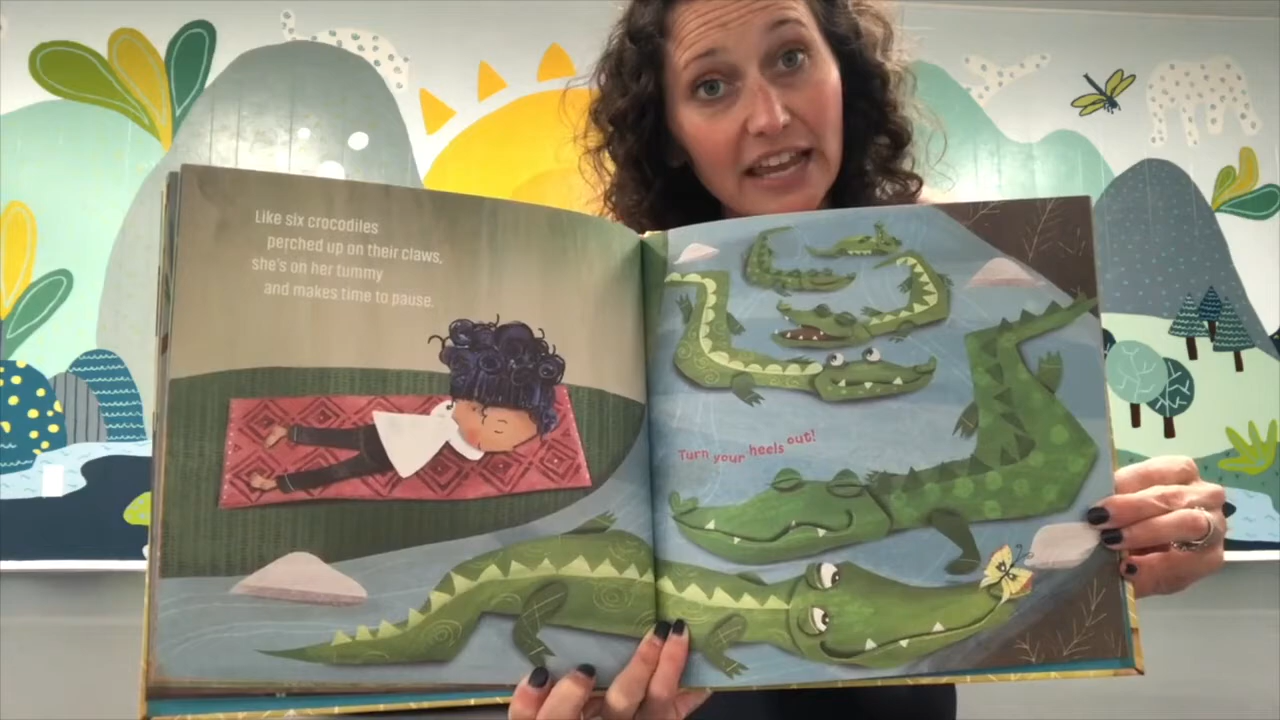 Like six crocodiles
perched up on their claws,
she's on her tummy
and makes time to pause.
Turn your heels out!